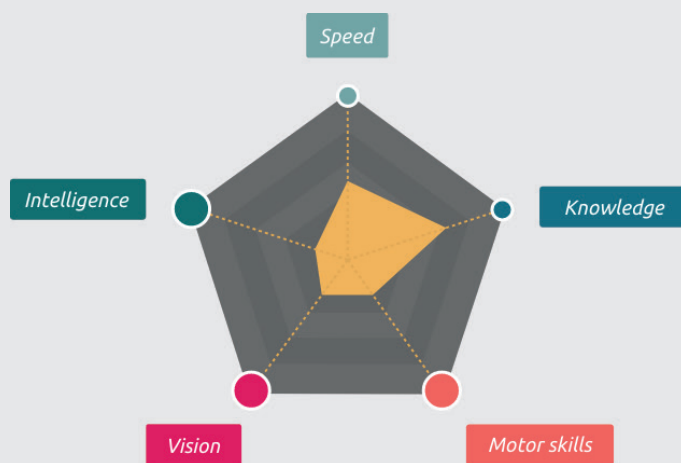 Speed
Intelligence
Knowledge
Vision
Motor skills